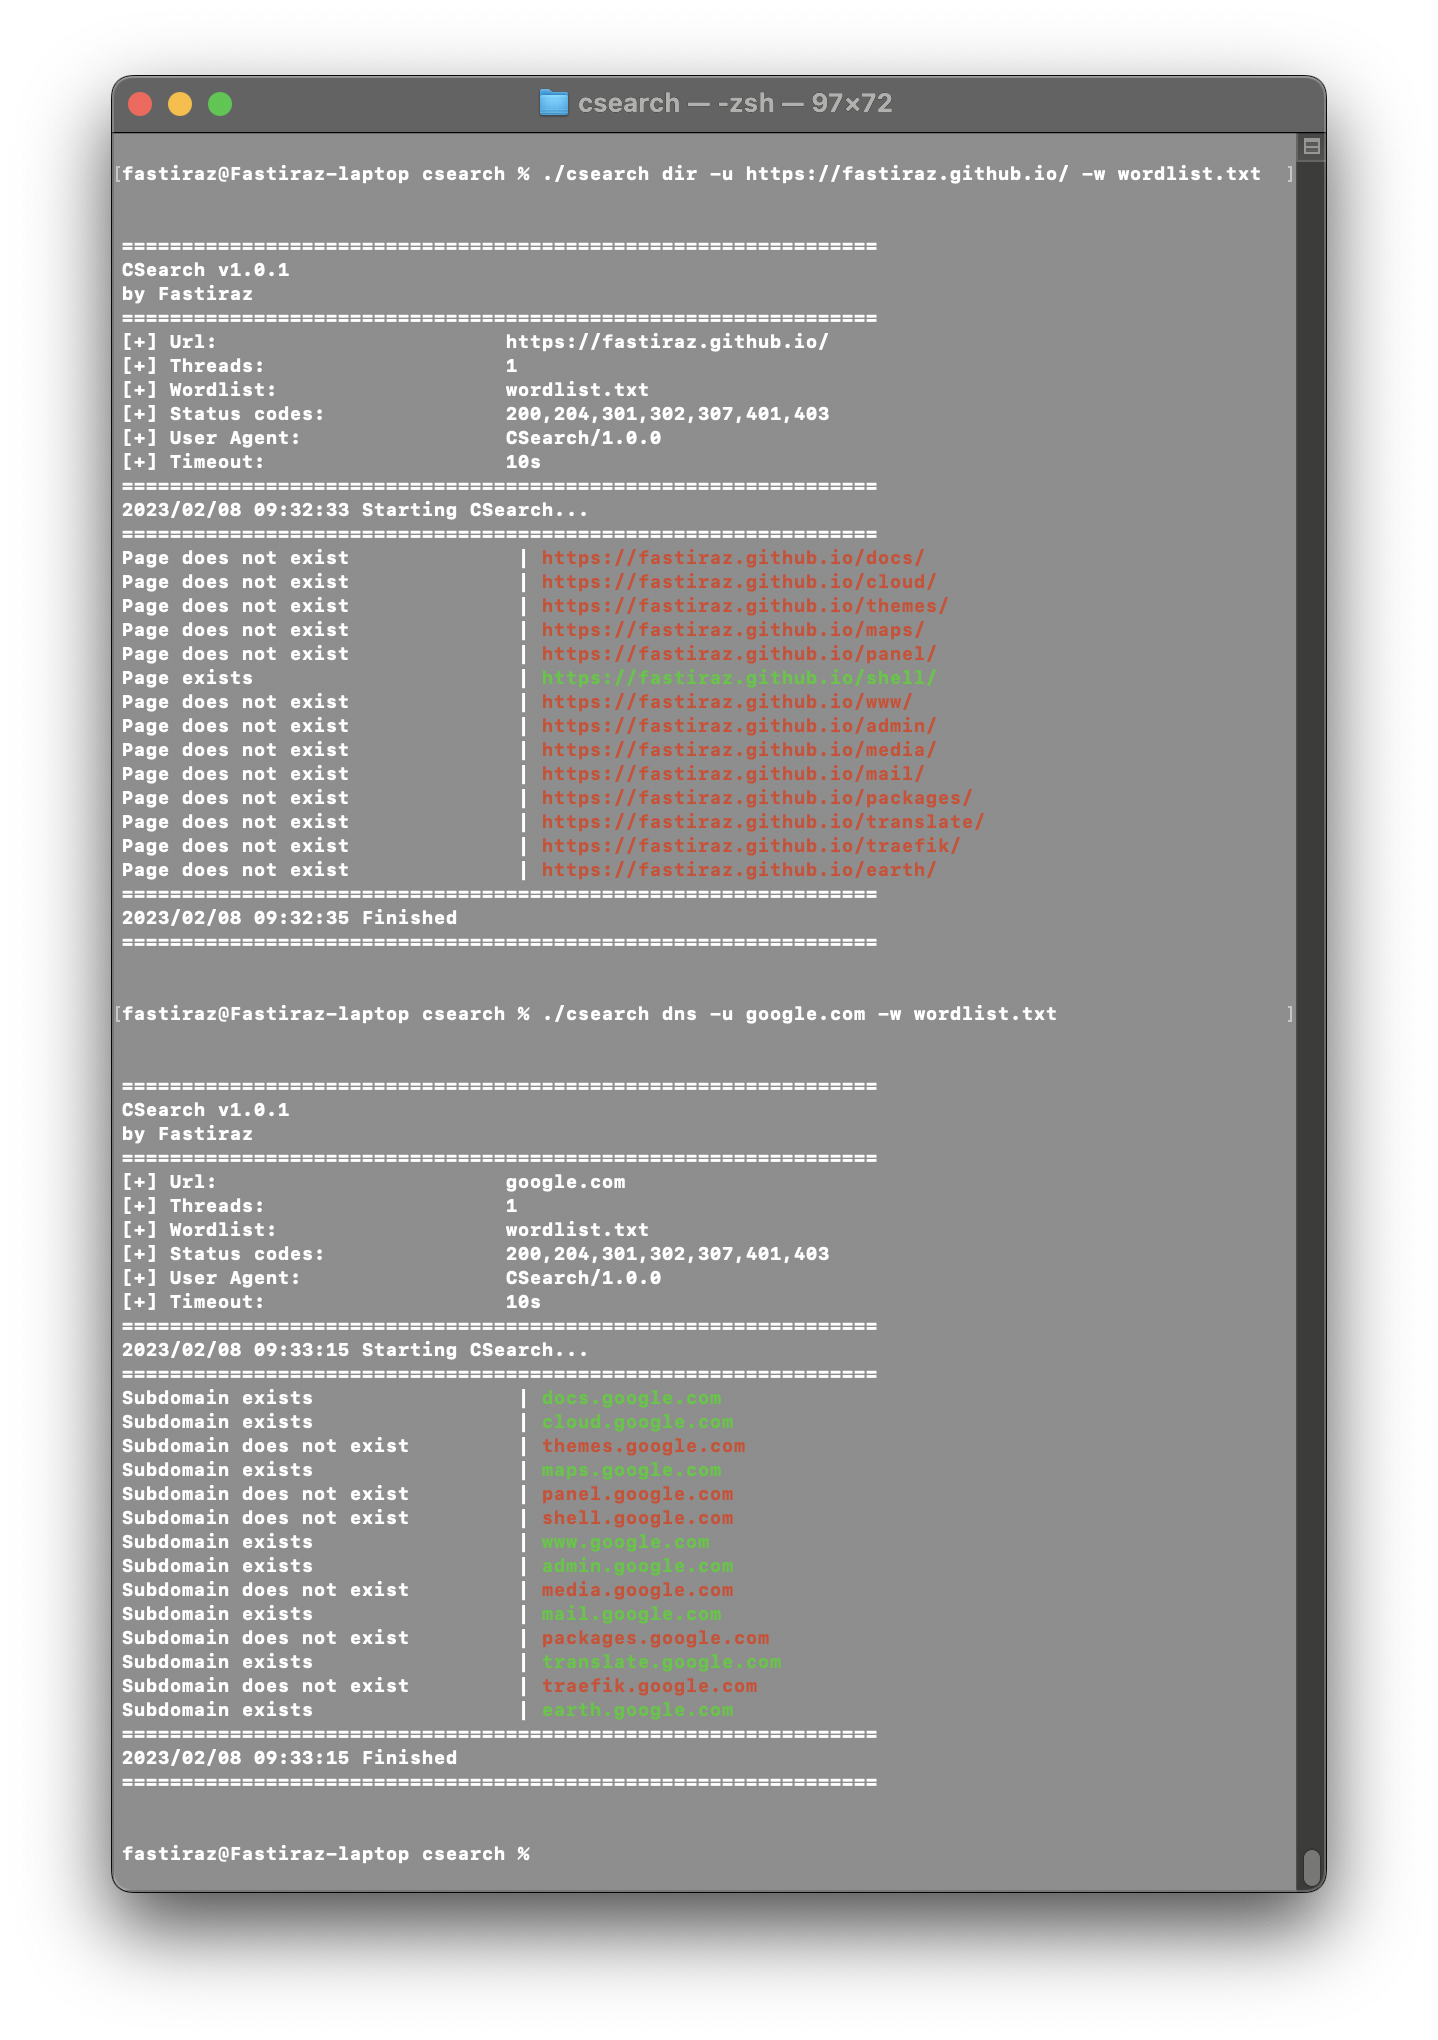 csearch — -zsh — 97×72
[fastiraz@Fastiraz-laptop csearch % ./csearch dir -u https://fastiraz.github.io/ -w wordlist.txt ]
===============================================================
CSearch v1.0.1
by Fastiraz
===============================================================
[+] Url: https://fastiraz.github.io/
[+] Threads: 1
[+] Wordlist: wordlist.txt
[+] Status codes: 200,204,301,302,307,401,403
[+] User Agent: CSearch/1.0.0
[+] Timeout: 10s
===============================================================
2023/02/08 09:32:33 Starting CSearch...
===============================================================
Page does not exist | https://fastiraz.github.io/docs/
Page does not exist | https://fastiraz.github.io/cloud/
Page does not exist | https://fastiraz.github.io/themes/
Page does not exist | https://fastiraz.github.io/maps/
Page does not exist | https://fastiraz.github.io/panel/
Page exists | https://fastiraz.github.io/shell/
Page does not exist | https://fastiraz.github.io/www/
Page does not exist | https://fastiraz.github.io/admin/
Page does not exist | https://fastiraz.github.io/media/
Page does not exist | https://fastiraz.github.io/mail/
Page does not exist | https://fastiraz.github.io/packages/
Page does not exist | https://fastiraz.github.io/translate/
Page does not exist | https://fastiraz.github.io/traefik/
Page does not exist | https://fastiraz.github.io/earth/
===============================================================
2023/02/08 09:32:35 Finished
===============================================================
[fastiraz@Fastiraz-laptop csearch % ./csearch dns -u google.com -w wordlist.txt ]
===============================================================
CSearch v1.0.1
by Fastiraz
===============================================================
[+] Url: google.com
[+] Threads: 1
[+] Wordlist: wordlist.txt
[+] Status codes: 200,204,301,302,307,401,403
[+] User Agent: CSearch/1.0.0
[+] Timeout: 10s
===============================================================
2023/02/08 09:33:15 Starting CSearch...
===============================================================
Subdomain exists | docs.google.com
Subdomain exists | cloud.google.com
Subdomain does not exist | themes.google.com
Subdomain exists | maps.google.com
Subdomain does not exist | panel.google.com
Subdomain does not exist | shell.google.com
Subdomain exists | www.google.com
Subdomain exists | admin.google.com
Subdomain does not exist | media.google.com
Subdomain exists | mail.google.com
Subdomain does not exist | packages.google.com
Subdomain exists | translate.google.com
Subdomain does not exist | traefik.google.com
Subdomain exists | earth.google.com
===============================================================
2023/02/08 09:33:15 Finished
===============================================================
fastiraz@Fastiraz-laptop csearch %